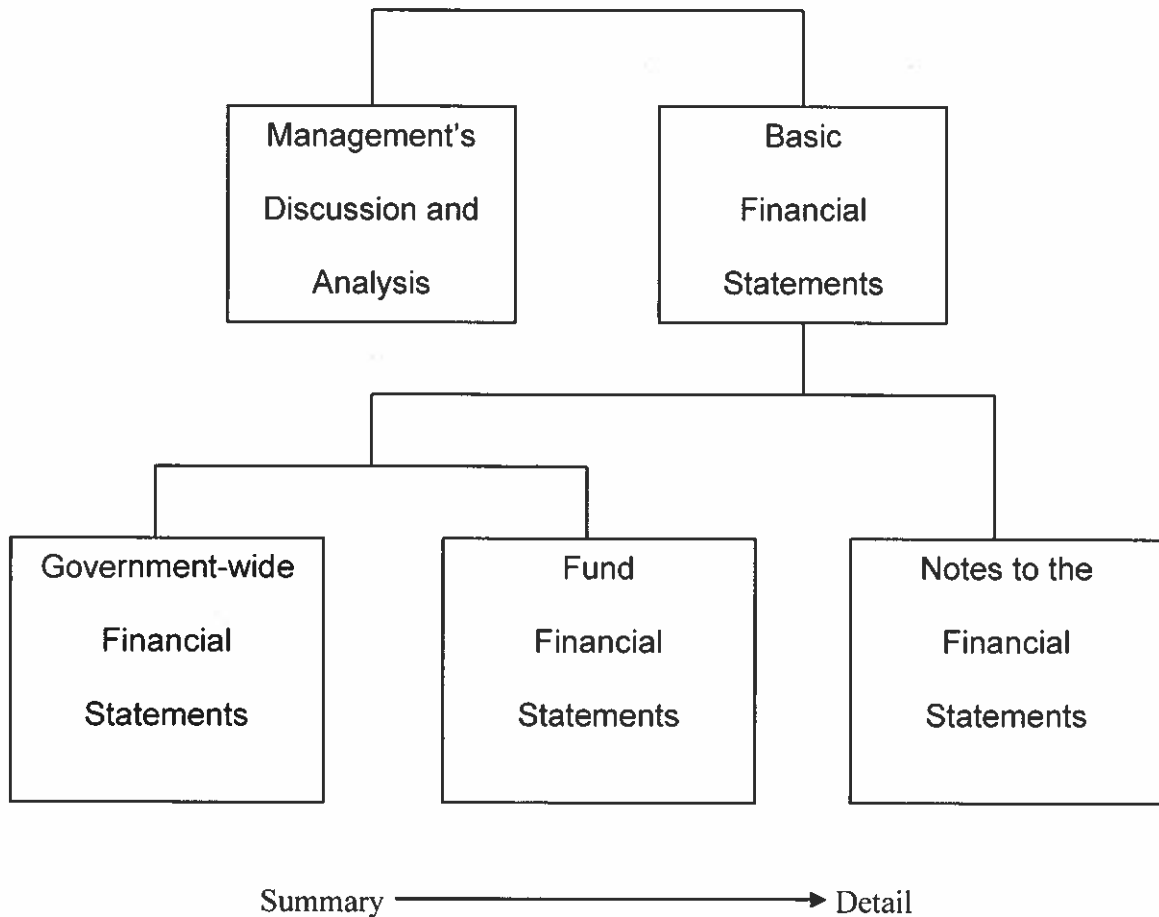 Management's
Discussion and
Analysis
Basic
Financial
Statements
Government-wide
Financial
Statements
Fund
Financial
Statements
Notes to the
Financial
Statements
Summary
Detail